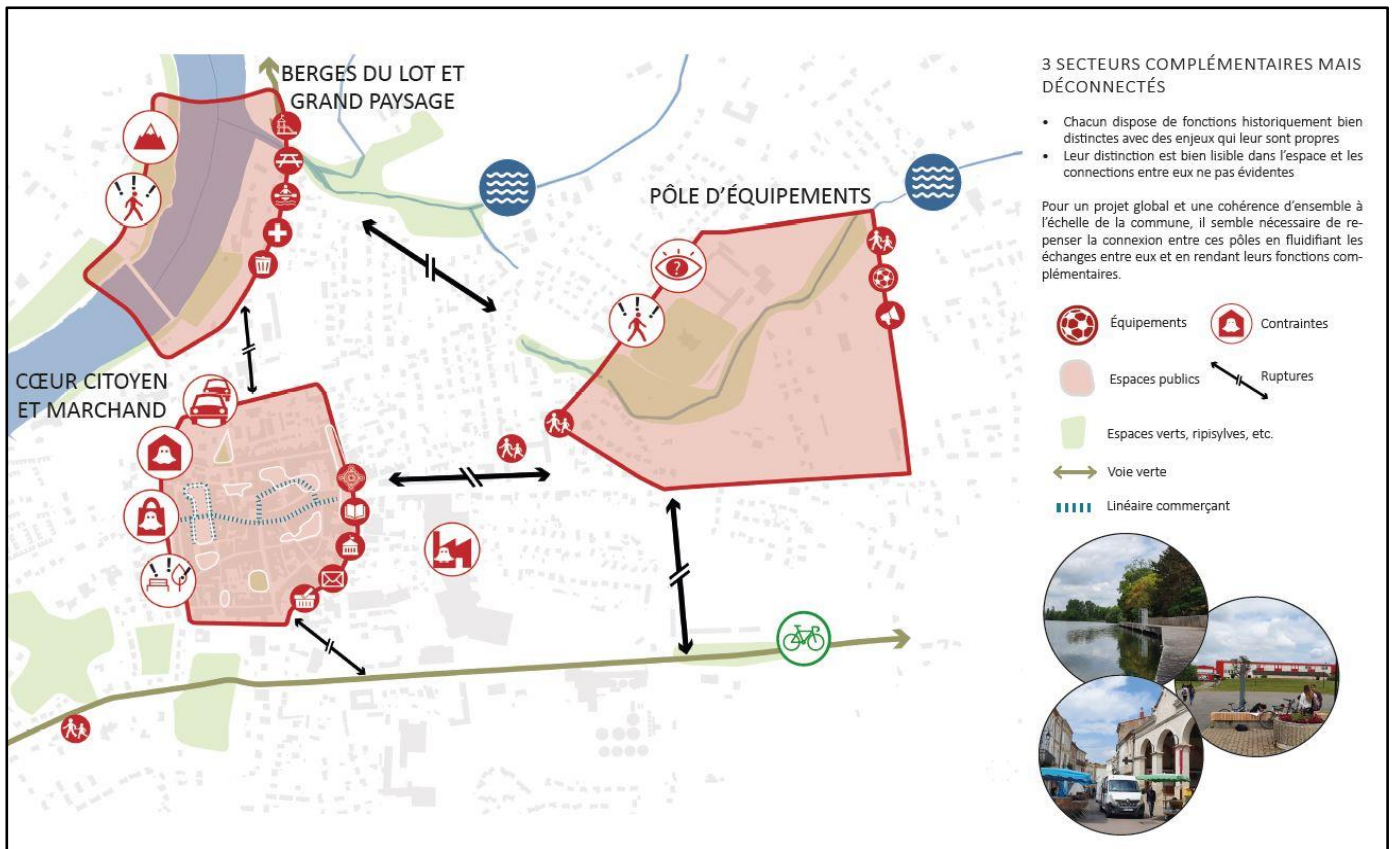 BERGES DU LOT ET
GRAND PAYSAGE
PÔLE D'ÉQUIPEMENTS
CŒUR CITOYEN
ET MARCHAND
?
3 SECTEURS COMPLÉMENTAIRES MAIS
DÉCONNECTÉS
• Chacun dispose de fonctions historiquement bien
distinctes avec des enjeux qui leur sont propres
• Leur distinction est bien lisible dans l'espace et les
connections entre eux ne pas évidentes
Pour un projet global et une cohérence d'ensemble à
l'échelle de la commune, il semble nécessaire de re-
penser la connexion entre ces pôles en fluidifiant les
échanges entre eux et en rendant leurs fonctions com-
plémentaires.
Équipements
Contraintes
Espaces publics
Ruptures
Espaces verts, ripisylves, etc.
Voie verte
Linéaire commerçant